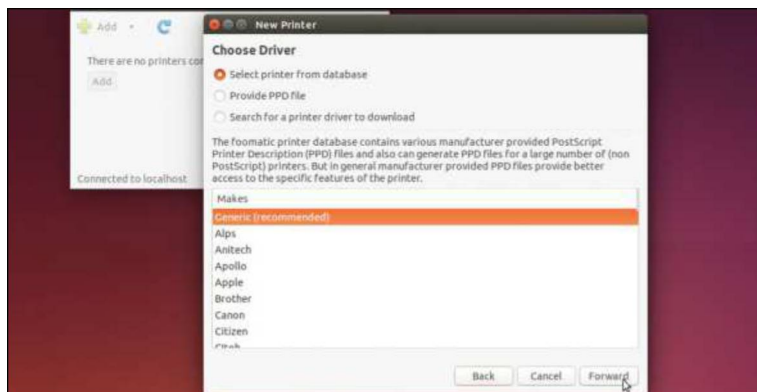 Add
New Printer
Choose Driver
There are no printers
Add
Select printer from database
Provide PPD file
Search for a printer driver to download
The foomatic printer database contains various manufacturer provided PostScript
Printer Description (PPD) files and also can generate PPD files for a large number of (non
PostScript) printers. But in general manufacturer provided PPD files provide better
access to the specific features of the printer.
Connected to localhost
Makes
Generic (recommended)
Alps
Anitech
Apollo
Apple
Brother
Canon
Citizen
Back
Cancel
Forward